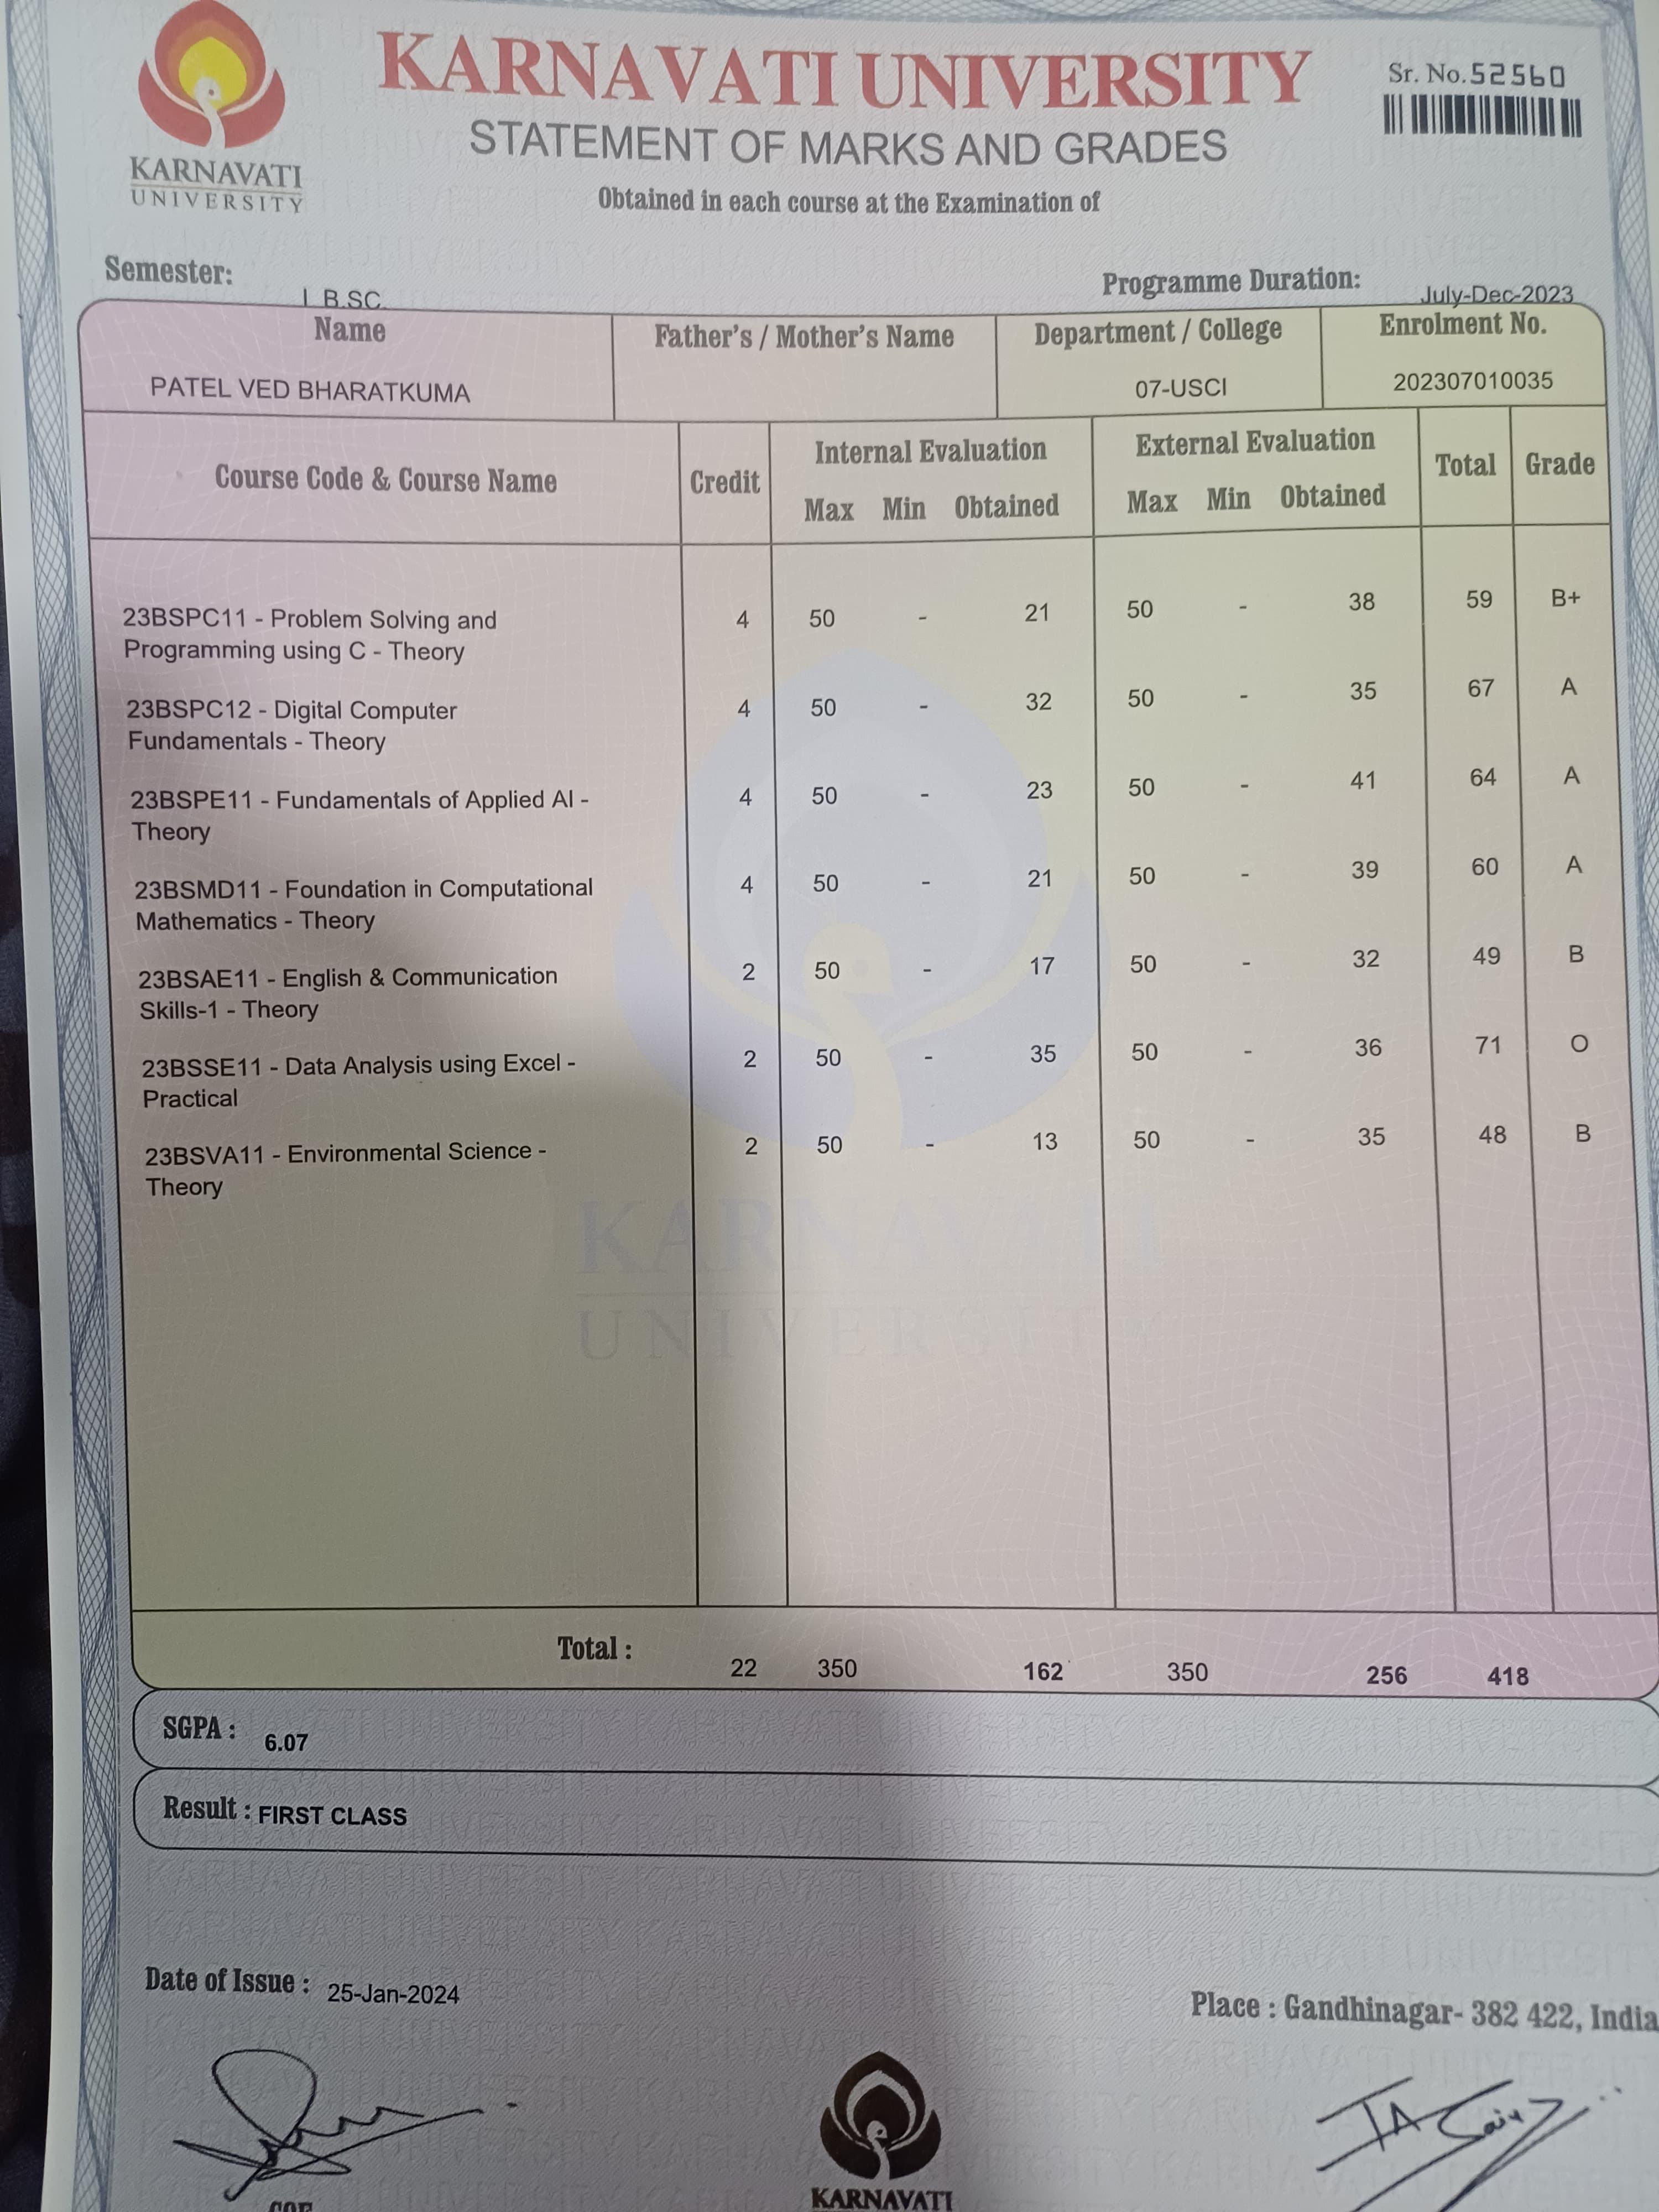 KARNAVATI UNIVERSITY
Sr. No. 52560
STATEMENT OF MARKS AND GRADES
KARNAVATI
UNIVERSITY
Obtained in each course at the Examination of
Semester: I B.SC. Programme Duration: July-Dec-2023
Name Father's / Mother's Name Department / College Enrolment No.
PATEL VED BHARATKUMA 07-USCI 202307010035
Course Code & Course Name Credit Internal Evaluation External Evaluation Total Grade
Max Min Obtained Max Min Obtained
23BSPC11 - Problem Solving and 4 50 - 21 50 - 38 59 B+
Programming using C - Theory
23BSPC12 - Digital Computer 4 50 - 32 50 - 35 67 A
Fundamentals - Theory
23BSPE11 - Fundamentals of Applied AI - 4 50 - 23 50 - 41 64 A
Theory
23BSMD11 - Foundation in Computational 4 50 - 21 50 - 39 60 A
Mathematics - Theory
23BSAE11 - English & Communication 2 50 - 17 50 - 32 49 B
Skills-1 - Theory
23BSSE11 - Data Analysis using Excel - 2 50 - 35 50 - 36 71 O
Practical
23BSVA11 - Environmental Science - 2 50 - 13 50 - 35 48 B
Theory
KARNAVATI
UNIVERSITY
Total : 22 350 162 350 256 418
SGPA : 6.07
Result : FIRST CLASS
Date of Issue : 25-Jan-2024
Place : Gandhinagar- 382 422, India
KARNAVATI